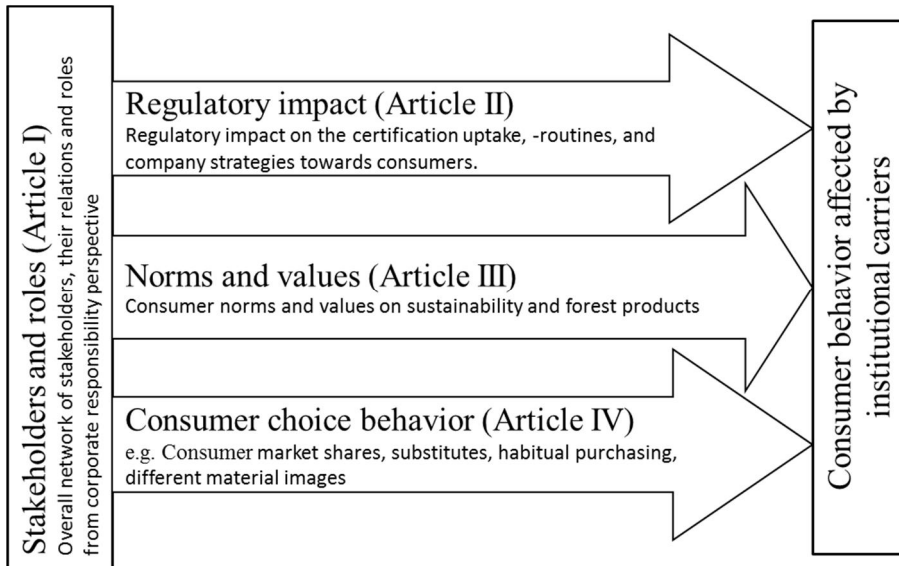 Stakeholders and roles (Article I)
Overall network of stakeholders, their relations and roles
from corporate responsibility perspective
Regulatory impact (Article II)
Regulatory impact on the certification uptake, -routines, and
company strategies towards consumers.
Norms and values (Article III)
Consumer norms and values on sustainability and forest products
Consumer choice behavior (Article IV)
e.g. Consumer market shares, substitutes, habitual purchasing,
different material images
Consumer behavior affected by
institutional carriers